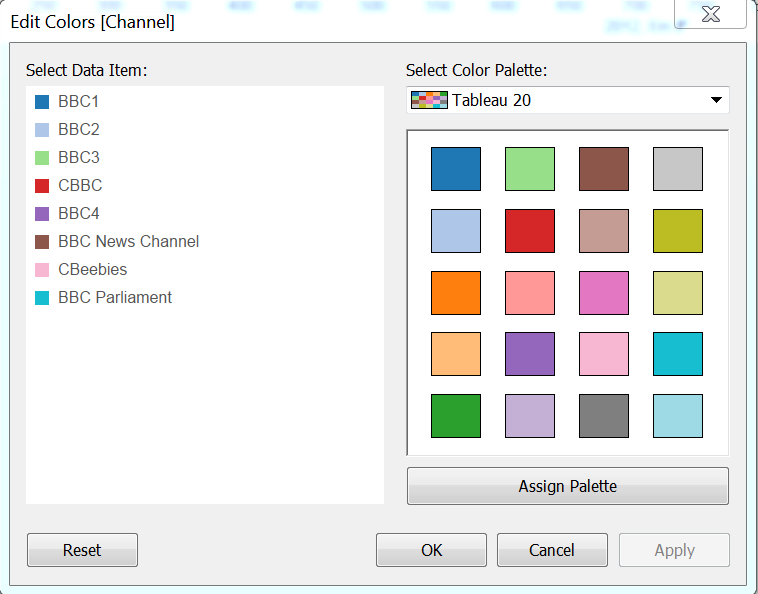 Edit Colors [Channel]
Select Data Item:
BBC1
BBC2
BBC3
CBBC
BBC4
BBC News Channel
CBeebies
BBC Parliament
Select Color Palette:
Tableau 20
Assign Palette
Reset
OK
Cancel
Apply